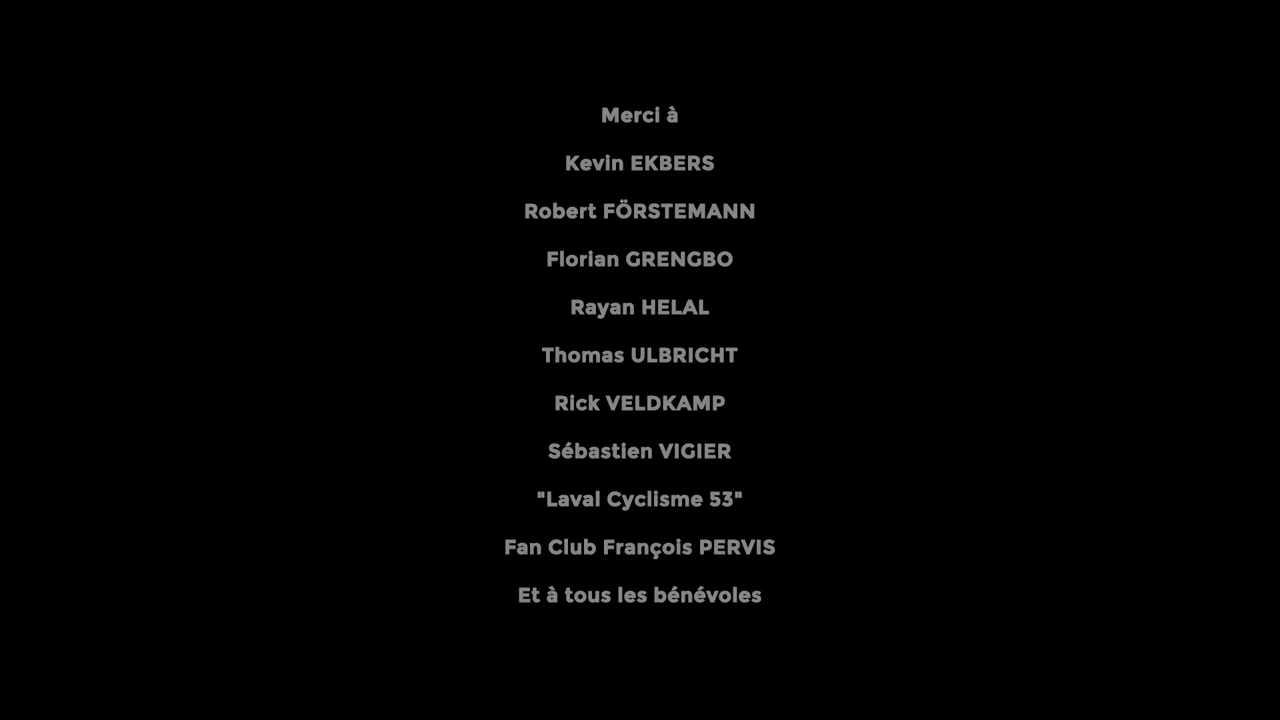 Merci à
Kevin EKBERS
Robert FÖRSTEMANN
Florian GRENGBO
Rayan HELAL
Thomas ULBRICHT
Rick VELDKAMP
Sébastien VIGIER
"Laval Cyclisme 53"
Fan Club François PERVIS
Et à tous les bénévoles